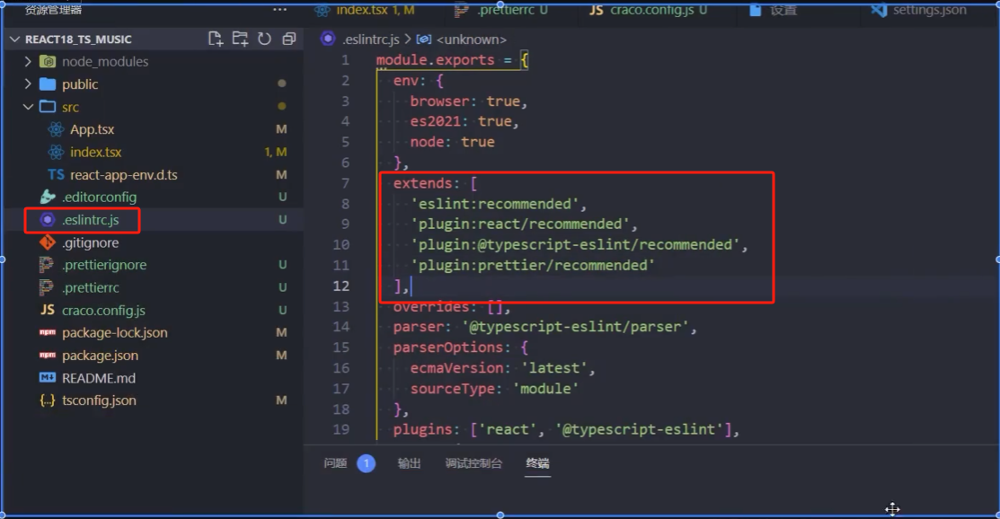 资源管理器 ···
index.tsx 1, M .prettierrc U JS craco.config.js U 设置 settings.json
REACT18_TS_MUSIC
node_modules
public
src
App.tsx M
index.tsx 1, M
TS react-app-env.d.ts M
.editorconfig U
.eslintrc.js U
.gitignore
.prettierignore U
.prettierrc U
JS craco.config.js U
npm package-lock.json M
npm package.json M
README.md
{..} tsconfig.json M
.eslintrc.js > <unknown>
1 module.exports = {
2 env: {
3 browser: true,
4 es2021: true,
5 node: true
6 },
7 extends: [
8 'eslint:recommended',
9 'plugin:react/recommended',
10 'plugin:@typescript-eslint/recommended',
11 'plugin:prettier/recommended'
12 ],
13 overrides: [],
14 parser: '@typescript-eslint/parser',
15 parserOptions: {
16 ecmaVersion: 'latest',
17 sourceType: 'module'
18 },
19 plugins: ['react', '@typescript-eslint'],
问题 1 输出 调试控制台 终端